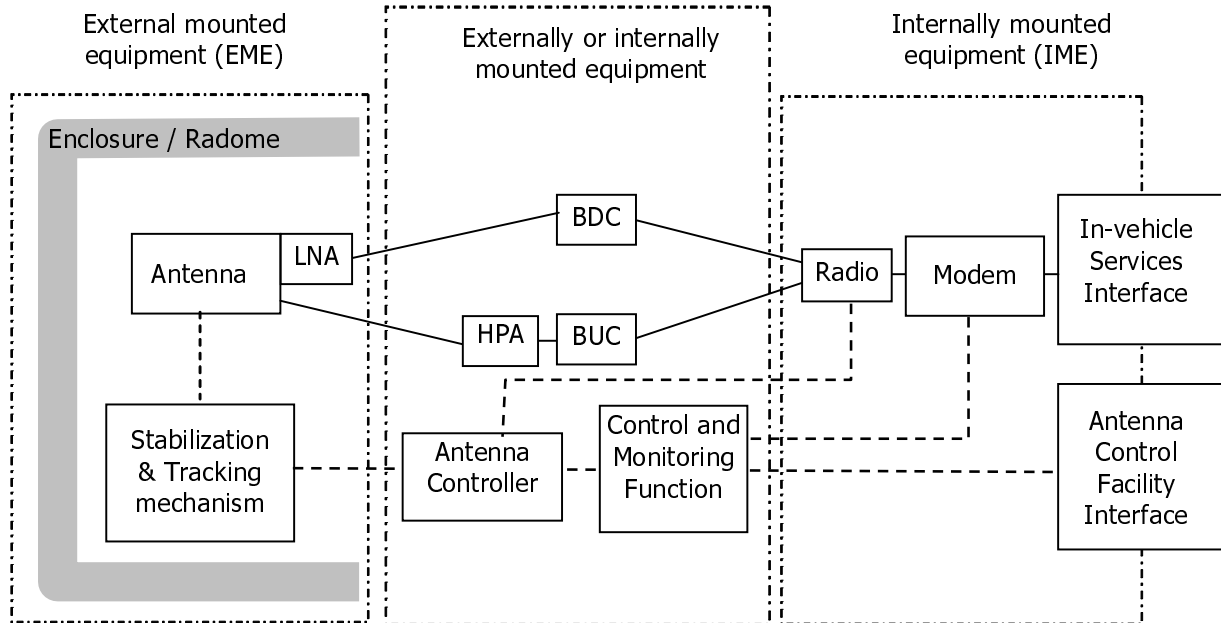 External mounted
equipment (EME)
Externally or internally
mounted equipment
Internally mounted
equipment (IME)
Enclosure / Radome
Antenna
LNA
BDC
HPA
BUC
Radio
Modem
In-vehicle
Services
Interface
Stabilization
& Tracking
mechanism
Antenna
Controller
Control and
Monitoring
Function
Antenna
Control
Facility
Interface